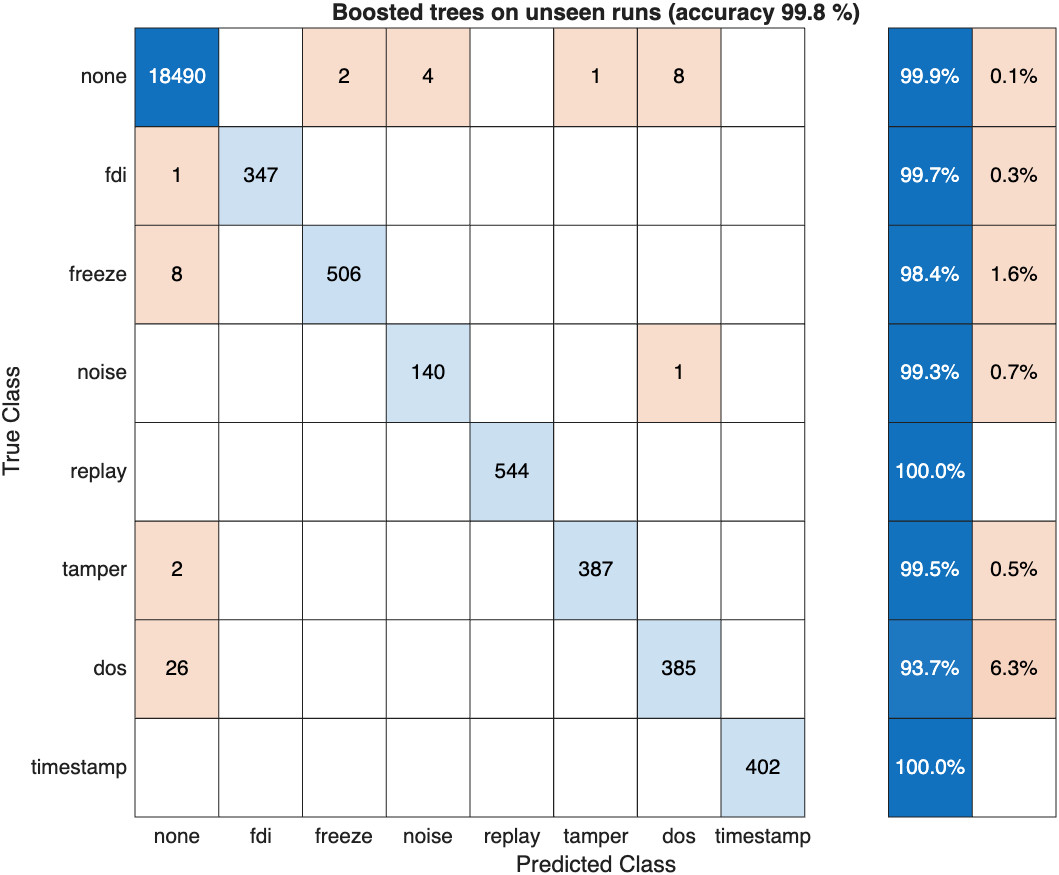 Boosted trees on unseen runs (accuracy 99.8 %)
none 18490 2 4 1 8 99.9% 0.1%
fdi 1 347 99.7% 0.3%
freeze 8 506 98.4% 1.6%
noise 140 1 99.3% 0.7%
replay 544 100.0%
tamper 2 387 99.5% 0.5%
dos 26 385 93.7% 6.3%
timestamp 402 100.0%
True Class
none fdi freeze noise replay tamper dos timestamp
Predicted Class